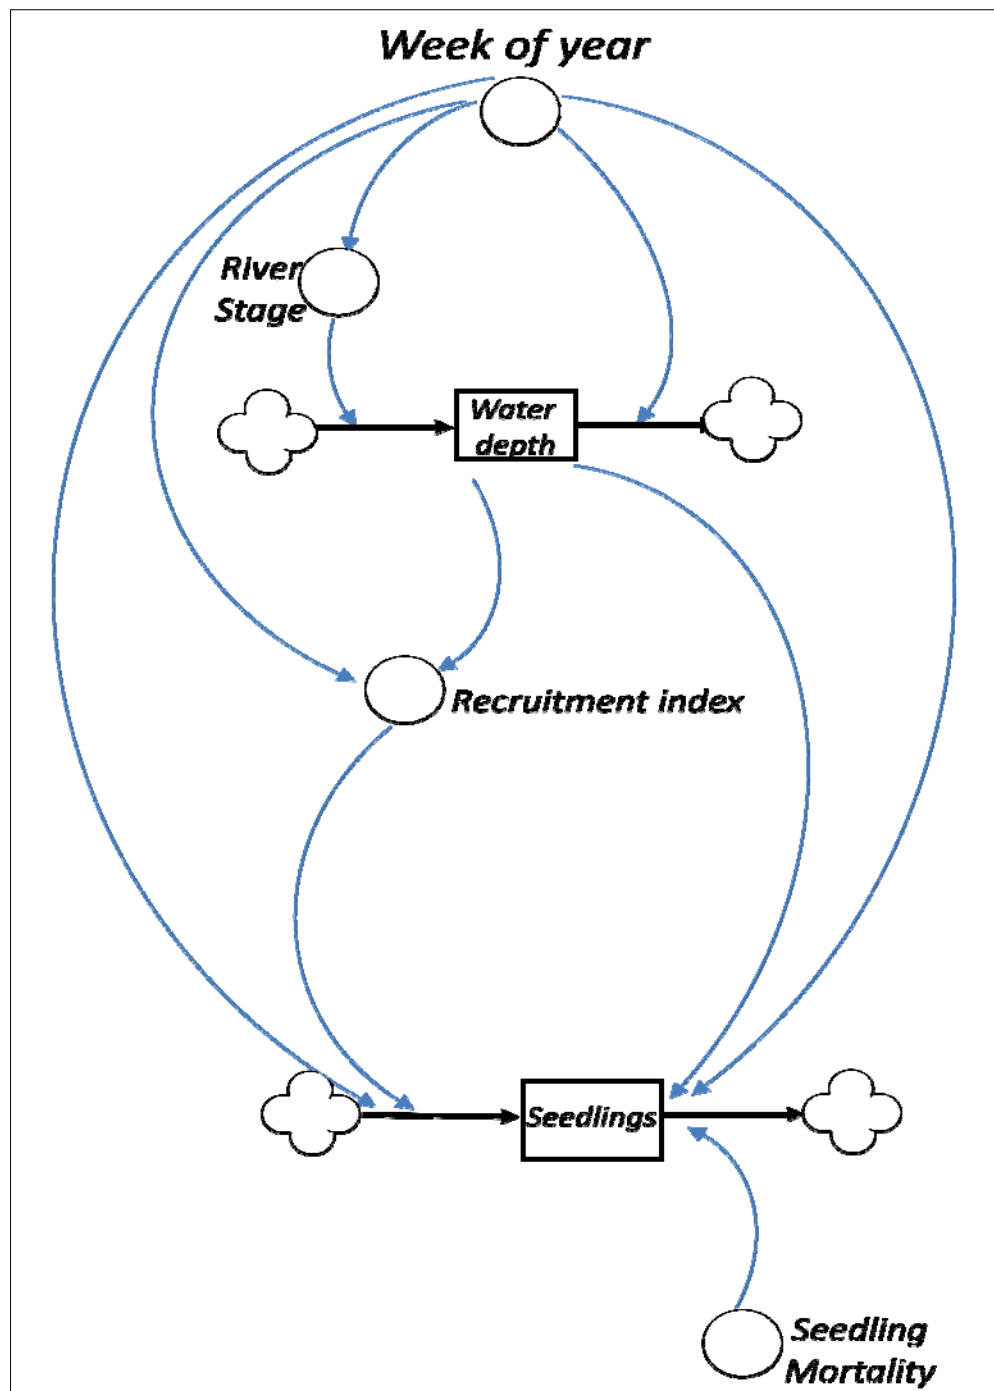 Week of year
River
Stage
Water
depth
Recruitment index
Seedlings
Seedling
Mortality